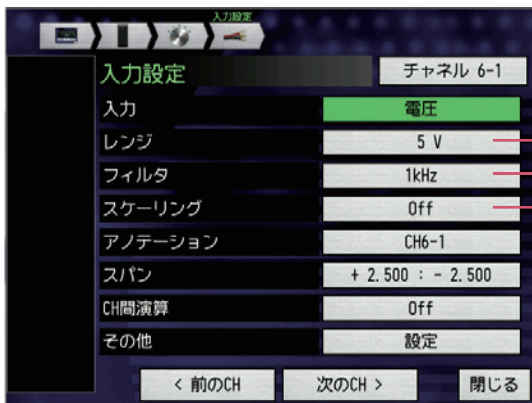 入力設定
入力設定 チャネル 6-1
入力 電圧
レンジ 5 V
フィルタ 1kHz
スケーリング Off
アノテーション CH6-1
スパン + 2.500 : - 2.500
CH間演算 Off
その他 設定
< 前のCH 次のCH > 閉じる